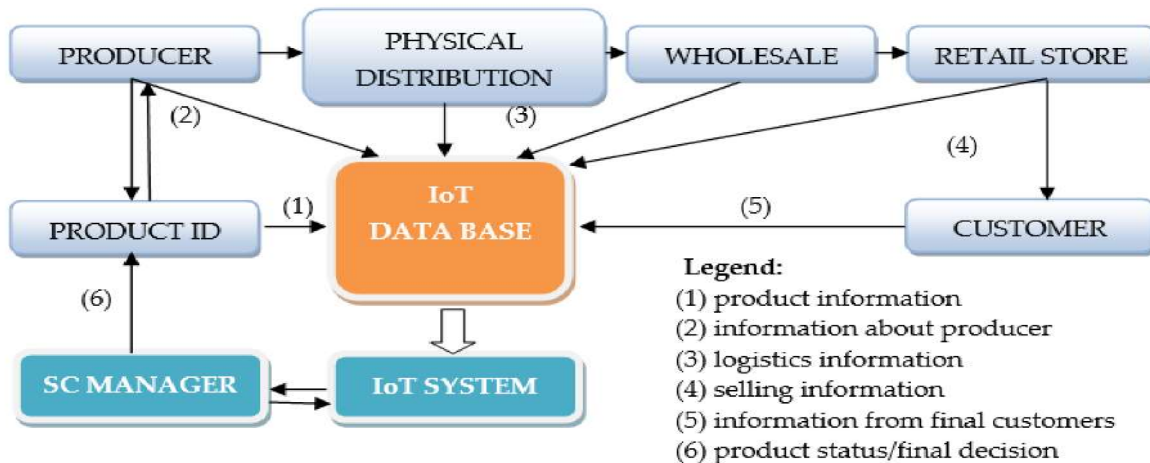 PRODUCER
PHYSICAL
DISTRIBUTION
WHOLESALE
RETAIL STORE
(2)
(3)
(4)
PRODUCT ID
(1)
IoT
DATA BASE
(5)
CUSTOMER
(6)
SC MANAGER
IoT SYSTEM
Legend:
(1) product information
(2) information about producer
(3) logistics information
(4) selling information
(5) information from final customers
(6) product status/final decision